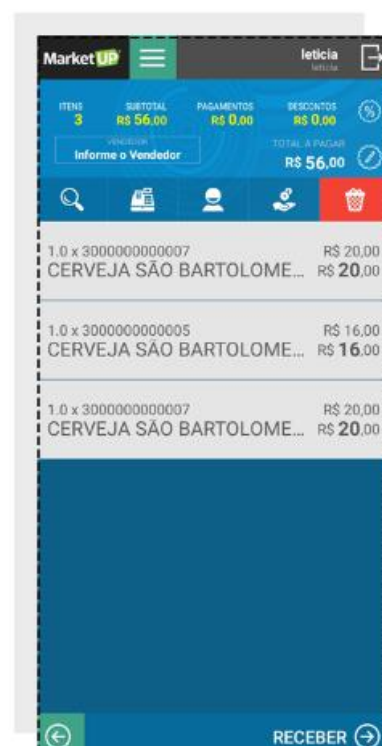 MarketUP
leticia
leticia
ITENS SUBTOTAL PAGAMENTOS DESCONTOS
3 R$ 56,00 R$ 0,00 R$ 0,00
VENDEDOR TOTAL A PAGAR
Informe o Vendedor R$ 56,00
1.0 x 3000000000007 R$ 20,00
CERVEJA SÃO BARTOLOME... R$ 20,00
1.0 x 3000000000005 R$ 16,00
CERVEJA SÃO BARTOLOME... R$ 16,00
1.0 x 3000000000007 R$ 20,00
CERVEJA SÃO BARTOLOME... R$ 20,00
RECEBER